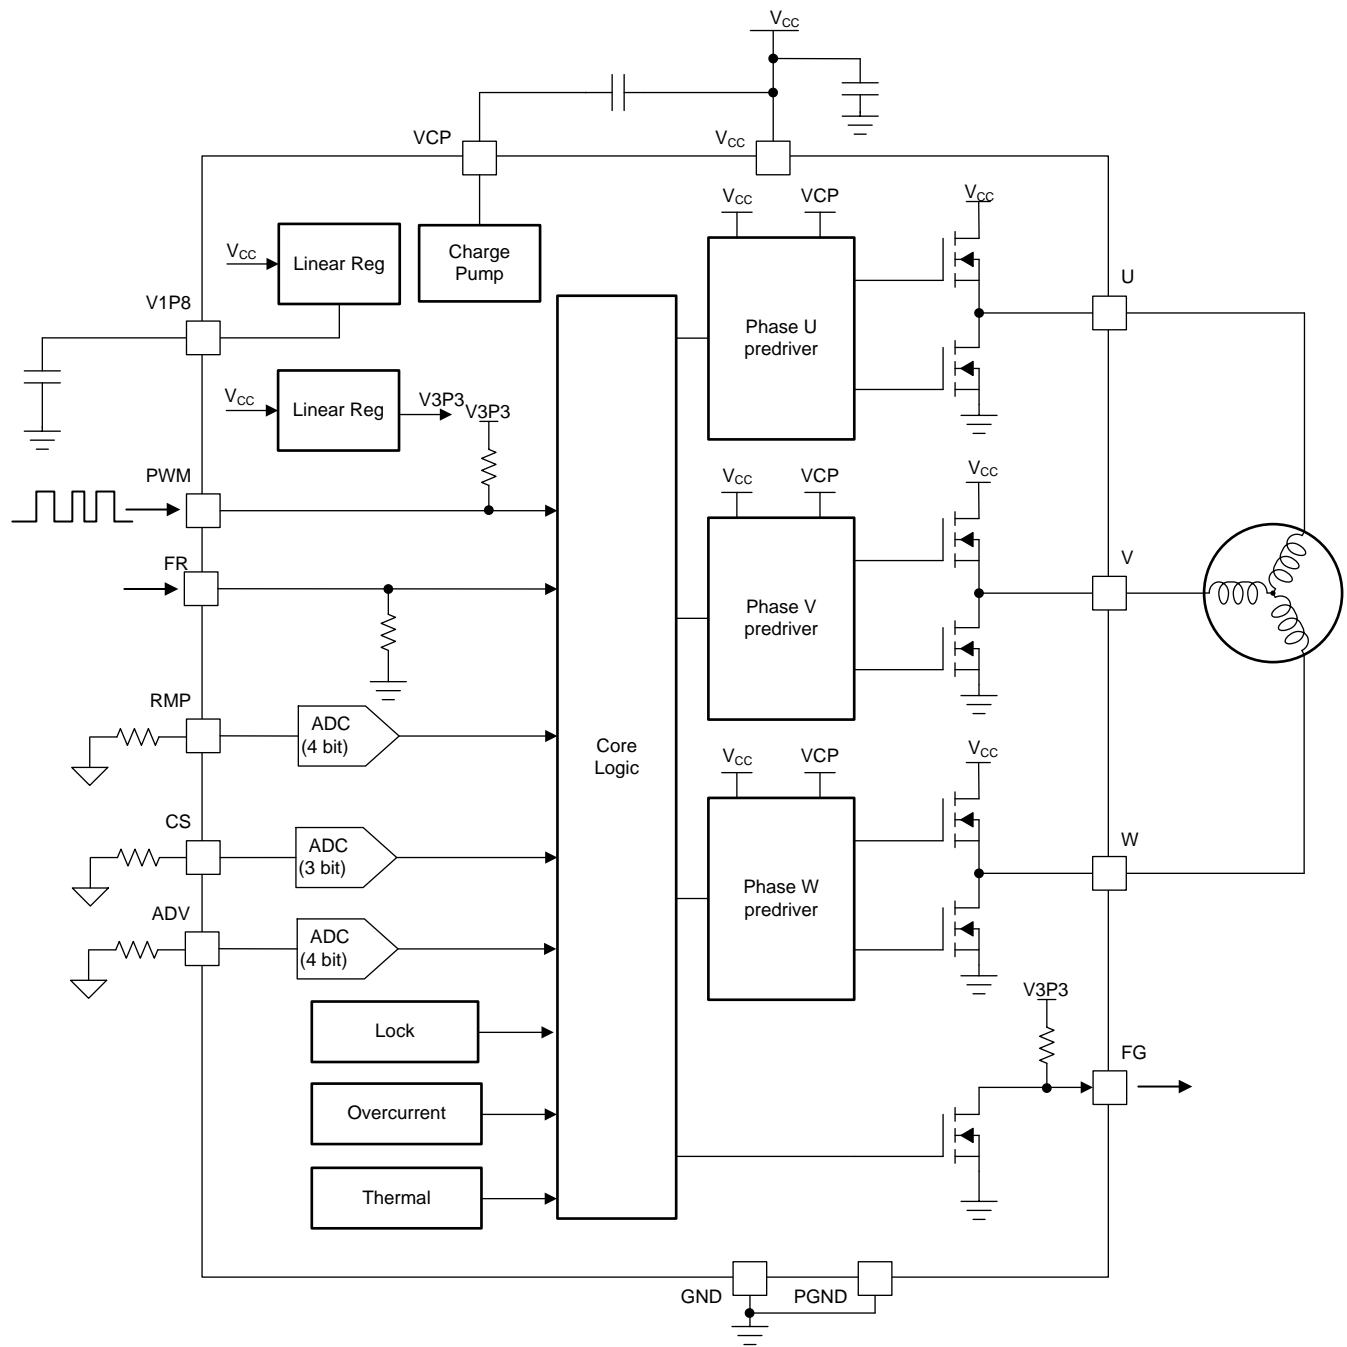 VCC
VCP
VCC
VCC
Linear Reg
Charge
Pump
V1P8
VCC
Linear Reg
V3P3
V3P3
PWM
FR
RMP
ADC
(4 bit)
CS
ADC
(3 bit)
ADV
ADC
(4 bit)
Lock
Overcurrent
Thermal
Core
Logic
VCC
VCP
VCC
Phase U
predriver
U
VCC
VCP
VCC
Phase V
predriver
V
VCC
VCP
VCC
Phase W
predriver
W
V3P3
FG
GND
PGND